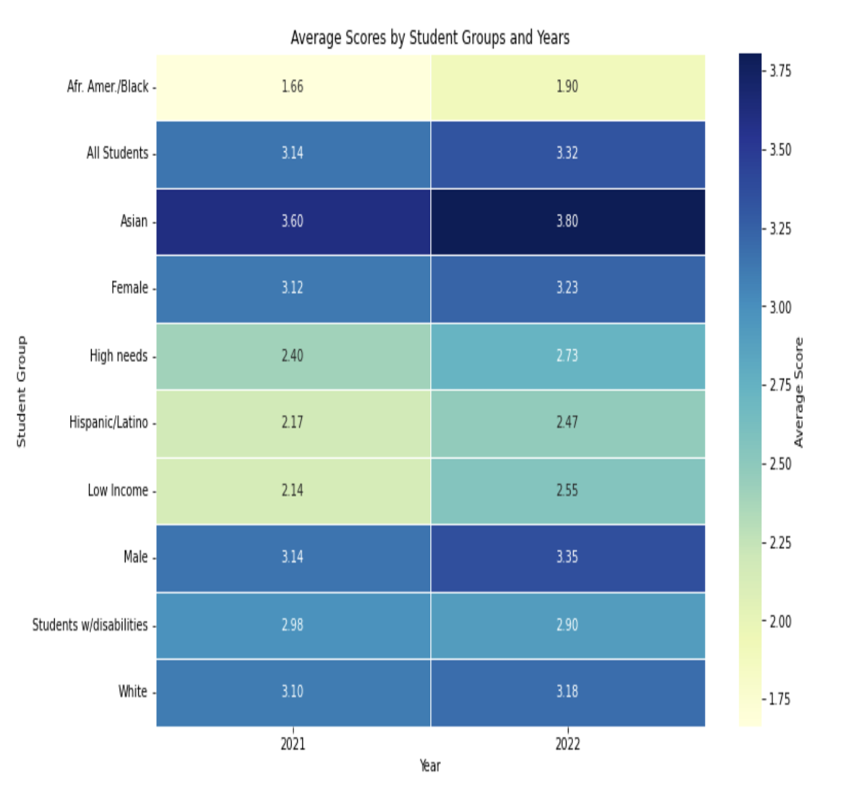 Average Scores by Student Groups and Years
Afr. Amer./Black 1.66 1.90
All Students 3.14 3.32
Asian 3.60 3.80
Female 3.12 3.23
High needs 2.40 2.73
Hispanic/Latino 2.17 2.47
Low Income 2.14 2.55
Male 3.14 3.35
Students w/disabilities 2.98 2.90
White 3.10 3.18
2021 2022
Year
Student Group
3.75
3.50
3.25
3.00
2.75
2.50
2.25
2.00
1.75
Average Score